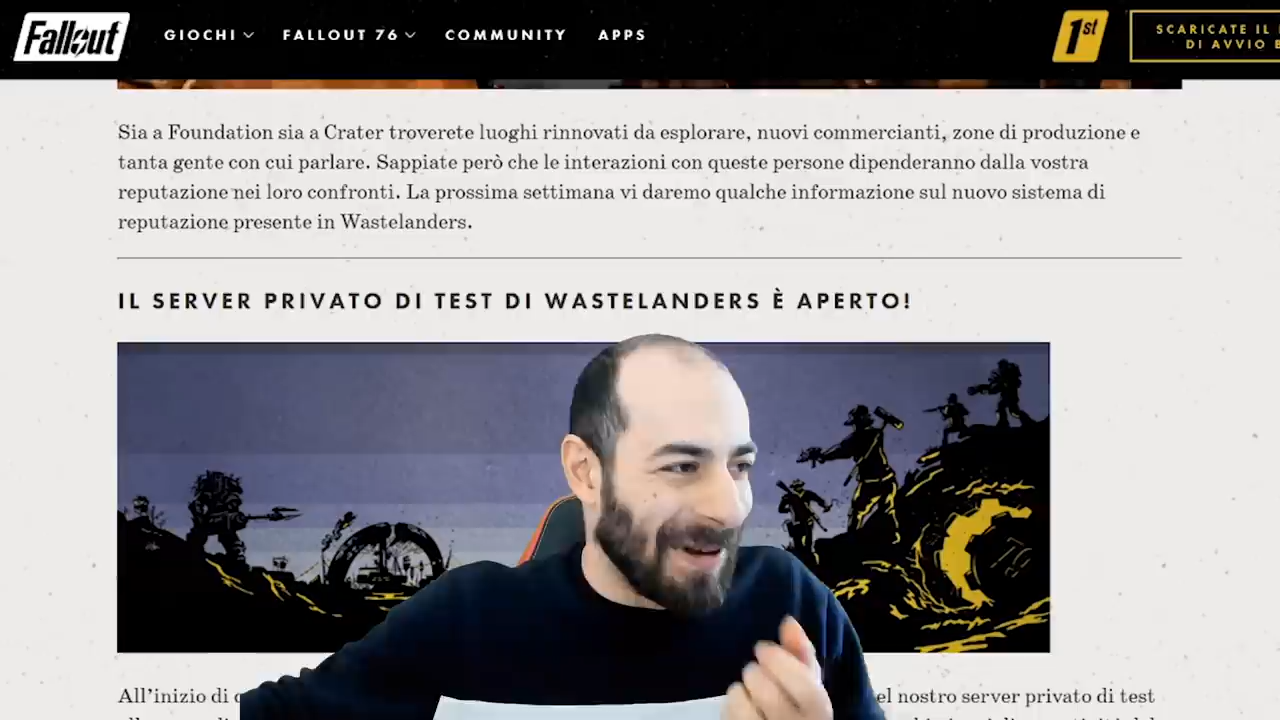 Fallout
GIOCHI
FALLOUT 76
COMMUNITY
APPS
1st
SCARICATE IL
DI AVVIO
Sia a Foundation sia a Crater troverete luoghi rinnovati da esplorare, nuovi commercianti, zone di produzione e
tanta gente con cui parlare. Sappiate però che le interazioni con queste persone dipenderanno dalla vostra
reputazione nei loro confronti. La prossima settimana vi daremo qualche informazione sul nuovo sistema di
reputazione presente in Wastelanders.
IL SERVER PRIVATO DI TEST DI WASTELANDERS È APERTO!
All'inizio di
el nostro server privato di test